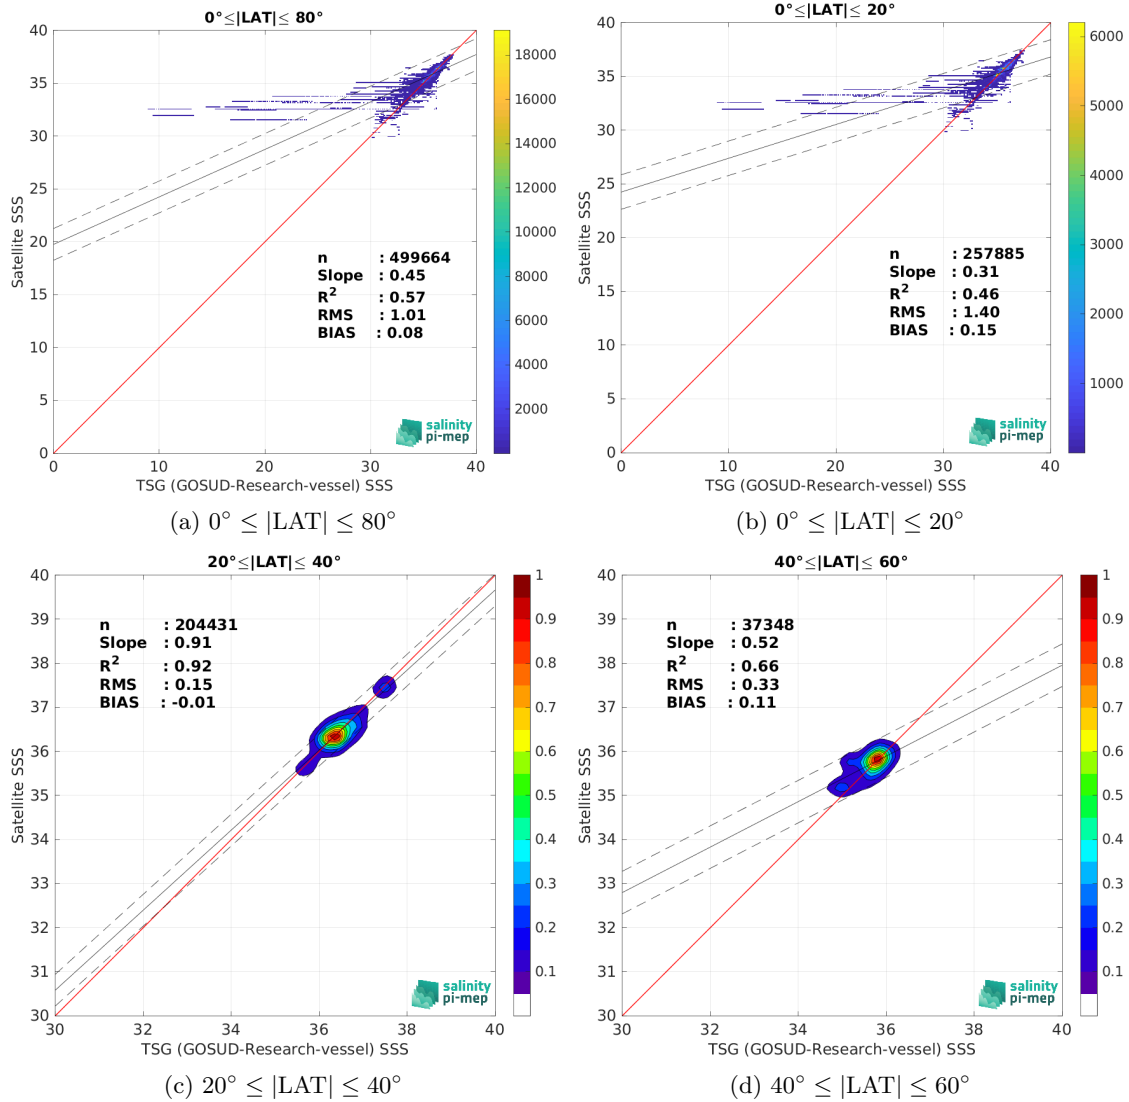 0°≤|LAT|≤ 80°
40
35
30
25
20
15
10
5
0
Satellite SSS
n : 499664
Slope : 0.45
R² : 0.57
RMS : 1.01
BIAS : 0.08
salinity
pi-mep
0 10 20 30 40
TSG (GOSUD-Research-vessel) SSS
18000
16000
14000
12000
10000
8000
6000
4000
2000
(a) 0° ≤ |LAT| ≤ 80°
0°≤|LAT|≤ 20°
40
35
30
25
20
15
10
5
0
Satellite SSS
n : 257885
Slope : 0.31
R² : 0.46
RMS : 1.40
BIAS : 0.15
salinity
pi-mep
0 10 20 30 40
TSG (GOSUD-Research-vessel) SSS
6000
5000
4000
3000
2000
1000
(b) 0° ≤ |LAT| ≤ 20°
20°≤|LAT|≤ 40°
40
39
38
37
36
35
34
33
32
31
30
Satellite SSS
n : 204431
Slope : 0.91
R² : 0.92
RMS : 0.15
BIAS : -0.01
salinity
pi-mep
30 32 34 36 38 40
TSG (GOSUD-Research-vessel) SSS
1
0.9
0.8
0.7
0.6
0.5
0.4
0.3
0.2
0.1
(c) 20° ≤ |LAT| ≤ 40°
40°≤|LAT|≤ 60°
40
39
38
37
36
35
34
33
32
31
30
Satellite SSS
n : 37348
Slope : 0.52
R² : 0.66
RMS : 0.33
BIAS : 0.11
salinity
pi-mep
30 32 34 36 38 40
TSG (GOSUD-Research-vessel) SSS
1
0.9
0.8
0.7
0.6
0.5
0.4
0.3
0.2
0.1
(d) 40° ≤ |LAT| ≤ 60°